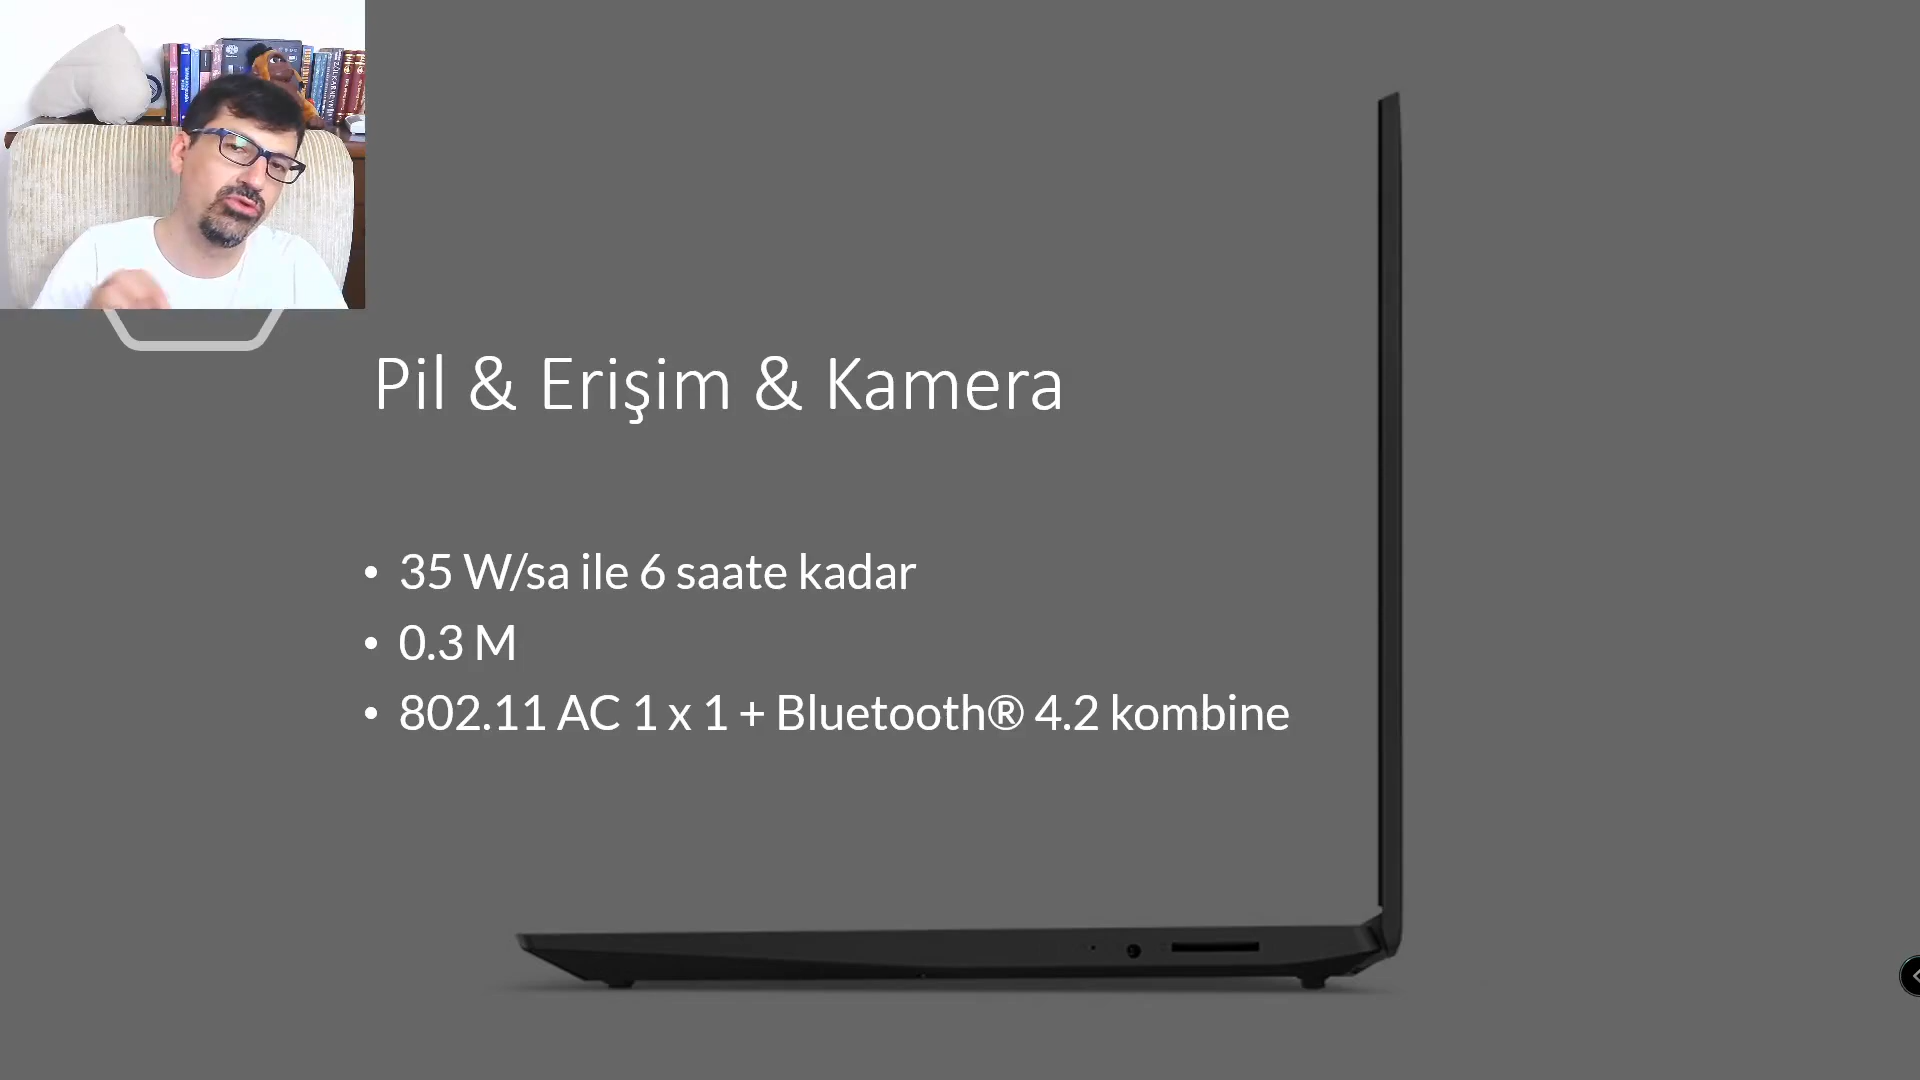 Pil & Erişim & Kamera
• 35 W/sa ile 6 saate kadar
• 0.3 M
• 802.11 AC 1 x 1 + Bluetooth® 4.2 kombine